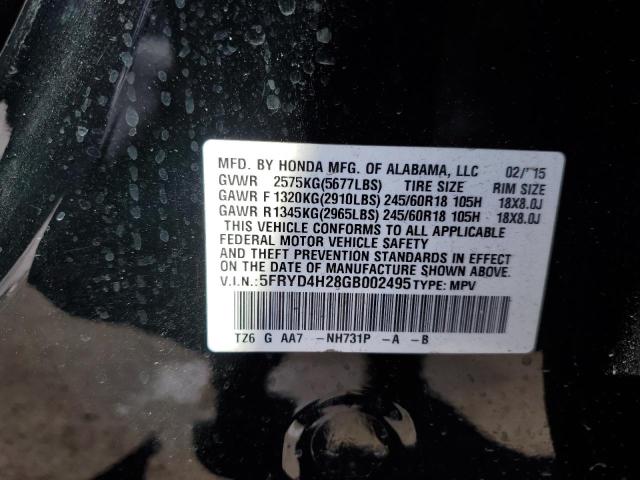 MFD. BY HONDA MFG. OF ALABAMA, LLC
GVWR 2575KG(5677LBS) TIRE SIZE RIM SIZE
GAWR F 1320KG(2910LBS) 245/60R18 105H 18X8.0J
GAWR R1345KG(2965LBS) 245/60R18 105H 18X8.0J
THIS VEHICLE CONFORMS TO ALL APPLICABLE
FEDERAL MOTOR VEHICLE SAFETY
AND THEFT PREVENTION STANDARDS IN EFFECT
ON THE DATE OF MANUFACTURE SHOWN ABOVE.
V.I.N.:5FRYD4H28GB002495 TYPE: MPV
TZ6 G AA7 -NH731P -A -B